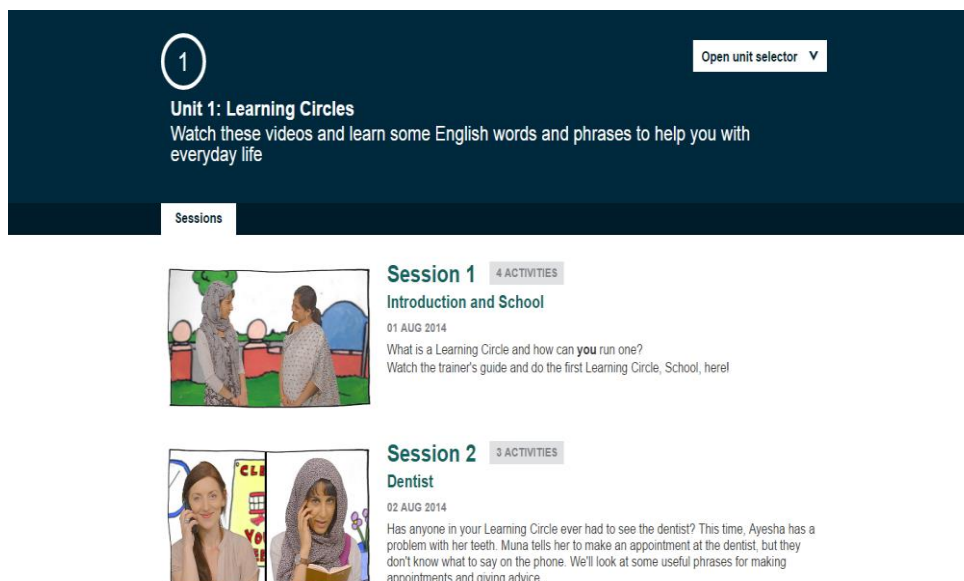 1
Open unit selector
Unit 1: Learning Circles
Watch these videos and learn some English words and phrases to help you with
everyday life
Sessions
Session 1 4 ACTIVITIES
Introduction and School
01 AUG 2014
What is a Learning Circle and how can you run one?
Watch the trainer's guide and do the first Learning Circle, School, here!
Session 2 3 ACTIVITIES
Dentist
02 AUG 2014
Has anyone in your Learning Circle ever had to see the dentist? This time, Ayesha has a
problem with her teeth. Muna tells her to make an appointment at the dentist, but they
don't know what to say on the phone. We'll look at some useful phrases for making
appointments and giving advice.